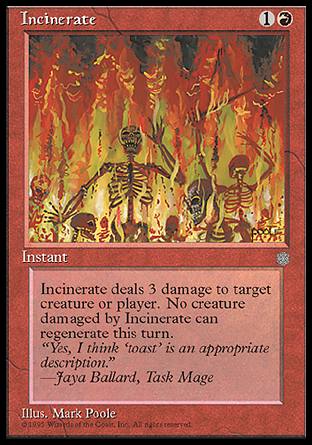 Incinerate 1
Instant
Incinerate deals 3 damage to target
creature or player. No creature
damaged by Incinerate can
regenerate this turn.
“Yes, I think ‘toast’ is an appropriate
description.”
—Jaya Ballard, Task Mage
Illus. Mark Poole
©1995 Wizards of the Coast, Inc. All rights reserved.